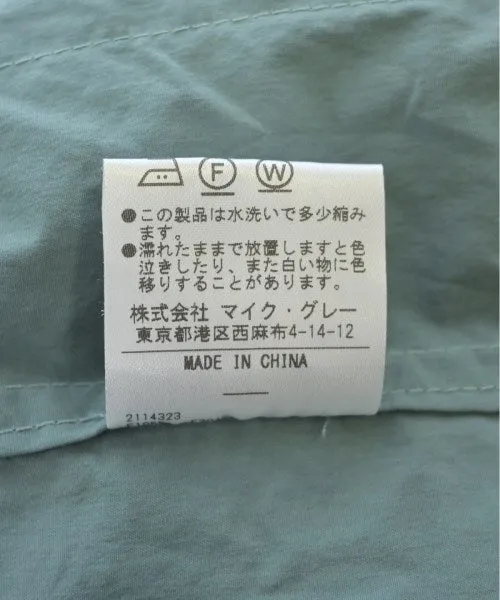 F W
●この製品は水洗いで多少縮み
ます。
●濡れたままで放置しますと色
泣きしたり、また白い物に色
移りすることがあります。
株式会社 マイク・グレー
東京都港区西麻布4-14-12
MADE IN CHINA
2114323